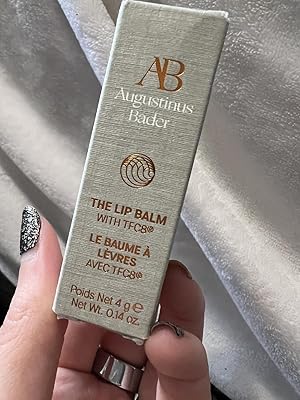 AB
Augustinus
Bader
THE LIP BALM
WITH TFC8®
LE BAUME À
LÈVRES
AVEC TFC8®
Poids Net 4 g ℮
Net Wt. 0.14 oz.